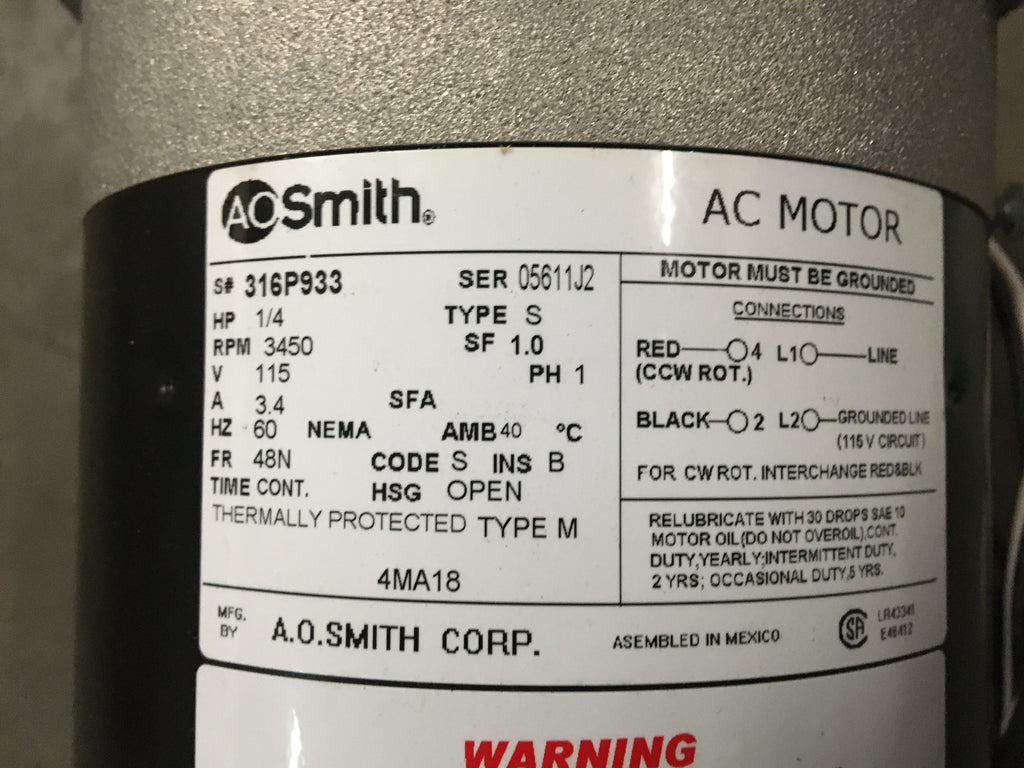 AOSmith®
AC MOTOR
S# 316P933 SER 05611J2
HP 1/4 TYPE S
RPM 3450 SF 1.0
V 115 PH 1
A 3.4 SFA
HZ 60 NEMA AMB 40 °C
FR 48N CODE S INS B
TIME CONT. HSG OPEN
THERMALLY PROTECTED TYPE M
4MA18
MOTOR MUST BE GROUNDED
CONNECTIONS
RED 4 L1 LINE
(CCW ROT.)
BLACK 2 L2 GROUNDED LINE
(115 V CIRCUIT)
FOR CW ROT. INTERCHANGE RED&BLK
RELUBRICATE WITH 30 DROPS SAE 10
MOTOR OIL(DO NOT OVEROIL).CONT.
DUTY,YEARLY;INTERMITTENT DUTY,
2 YRS; OCCASIONAL DUTY,5 YRS.
MFG.
BY A.O.SMITH CORP. ASEMBLED IN MEXICO
SA LR43341
E46412
WARNING